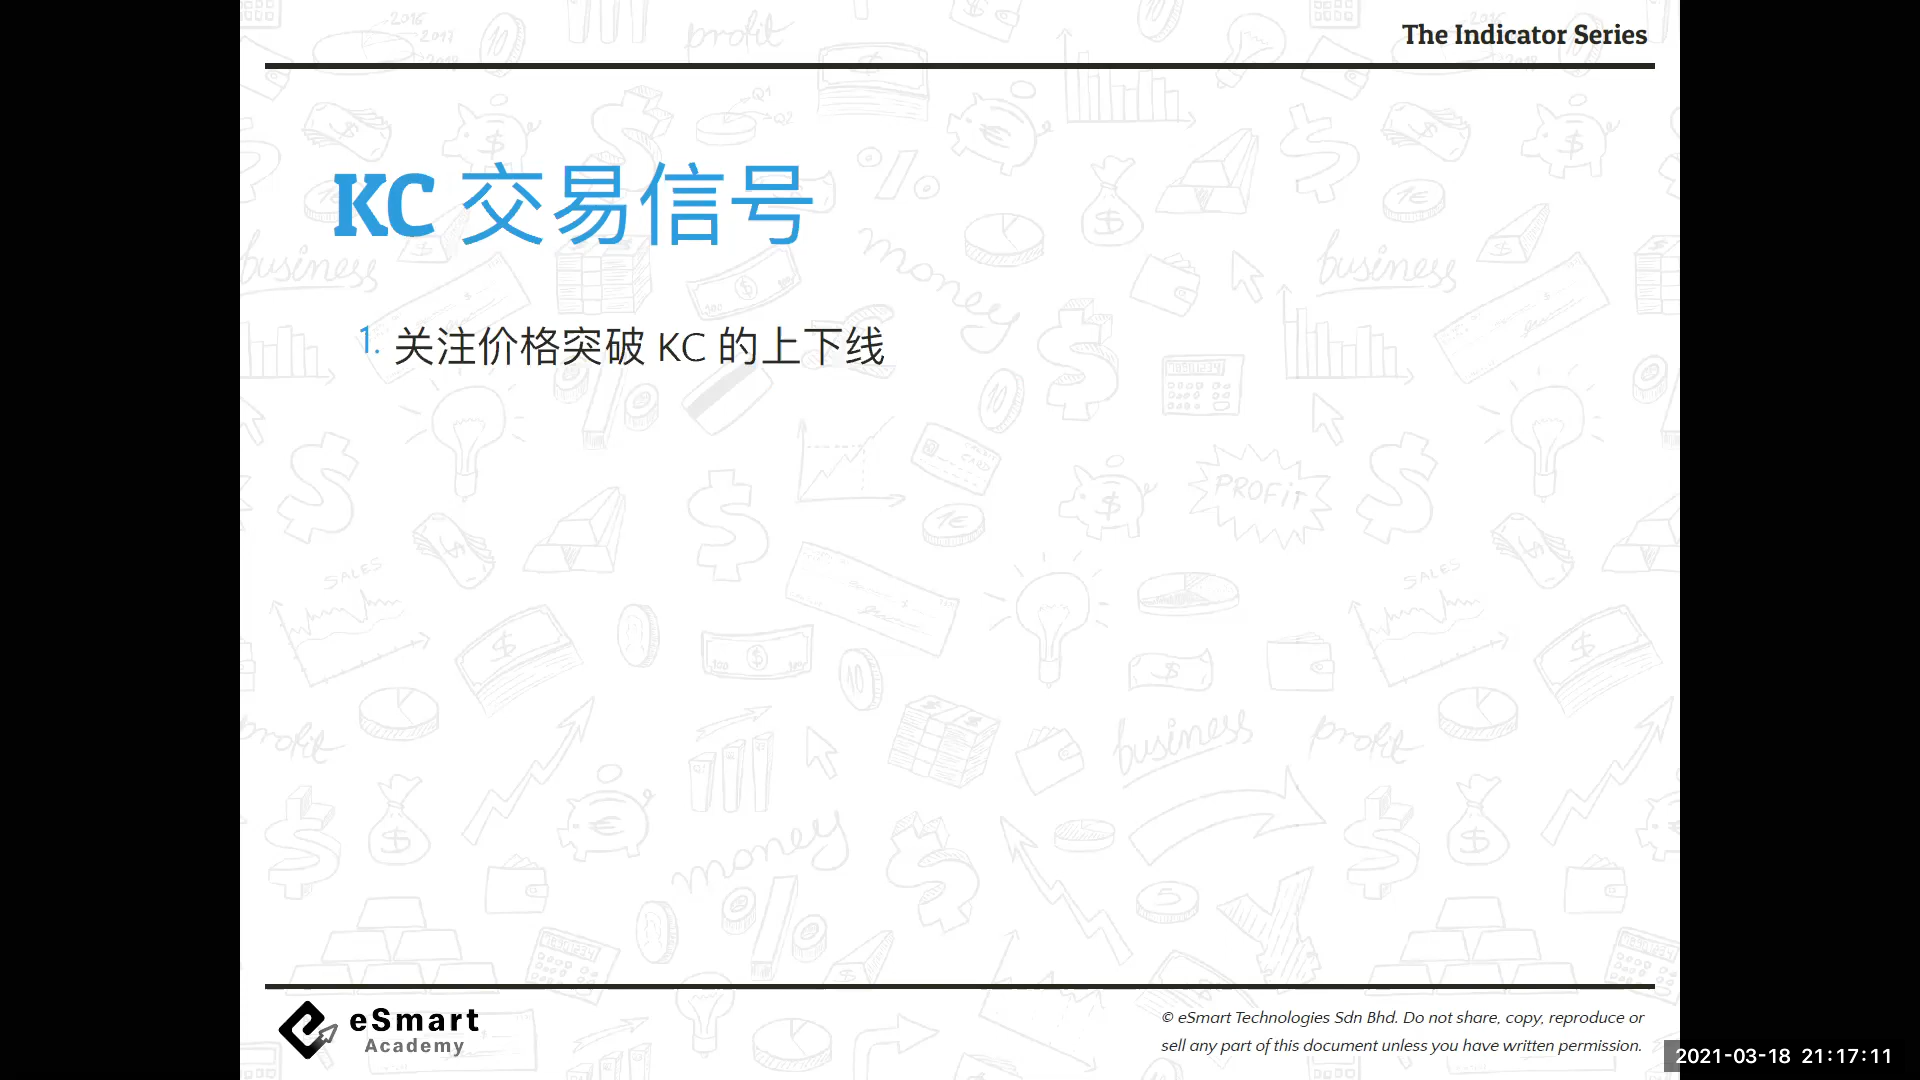 The Indicator Series
KC 交易信号
1. 关注价格突破 KC 的上下线
eSmart
Academy
© eSmart Technologies Sdn Bhd. Do not share, copy, reproduce or
sell any part of this document unless you have written permission.
2021-03-18 21:17:11